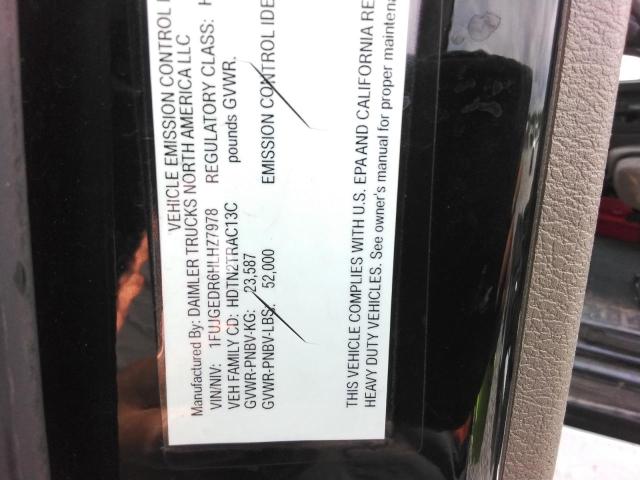 VEHICLE EMISSION CONTROL
Manufactured By: DAIMLER TRUCKS NORTH AMERICA LLC
VIN/NIV: 1FUJGEDR6HLHZ7978 REGULATORY CLASS: H
VEH FAMILY CD: HDTN2TRAC13C pounds GVWR.
GVWR-PNBV-KG: 23,587
GVWR-PNBV-LBS: 52,000 EMISSION CONTROL IDE
THIS VEHICLE COMPLIES WITH U.S. EPA AND CALIFORNIA RE
HEAVY DUTY VEHICLES. See owner's manual for proper maintena